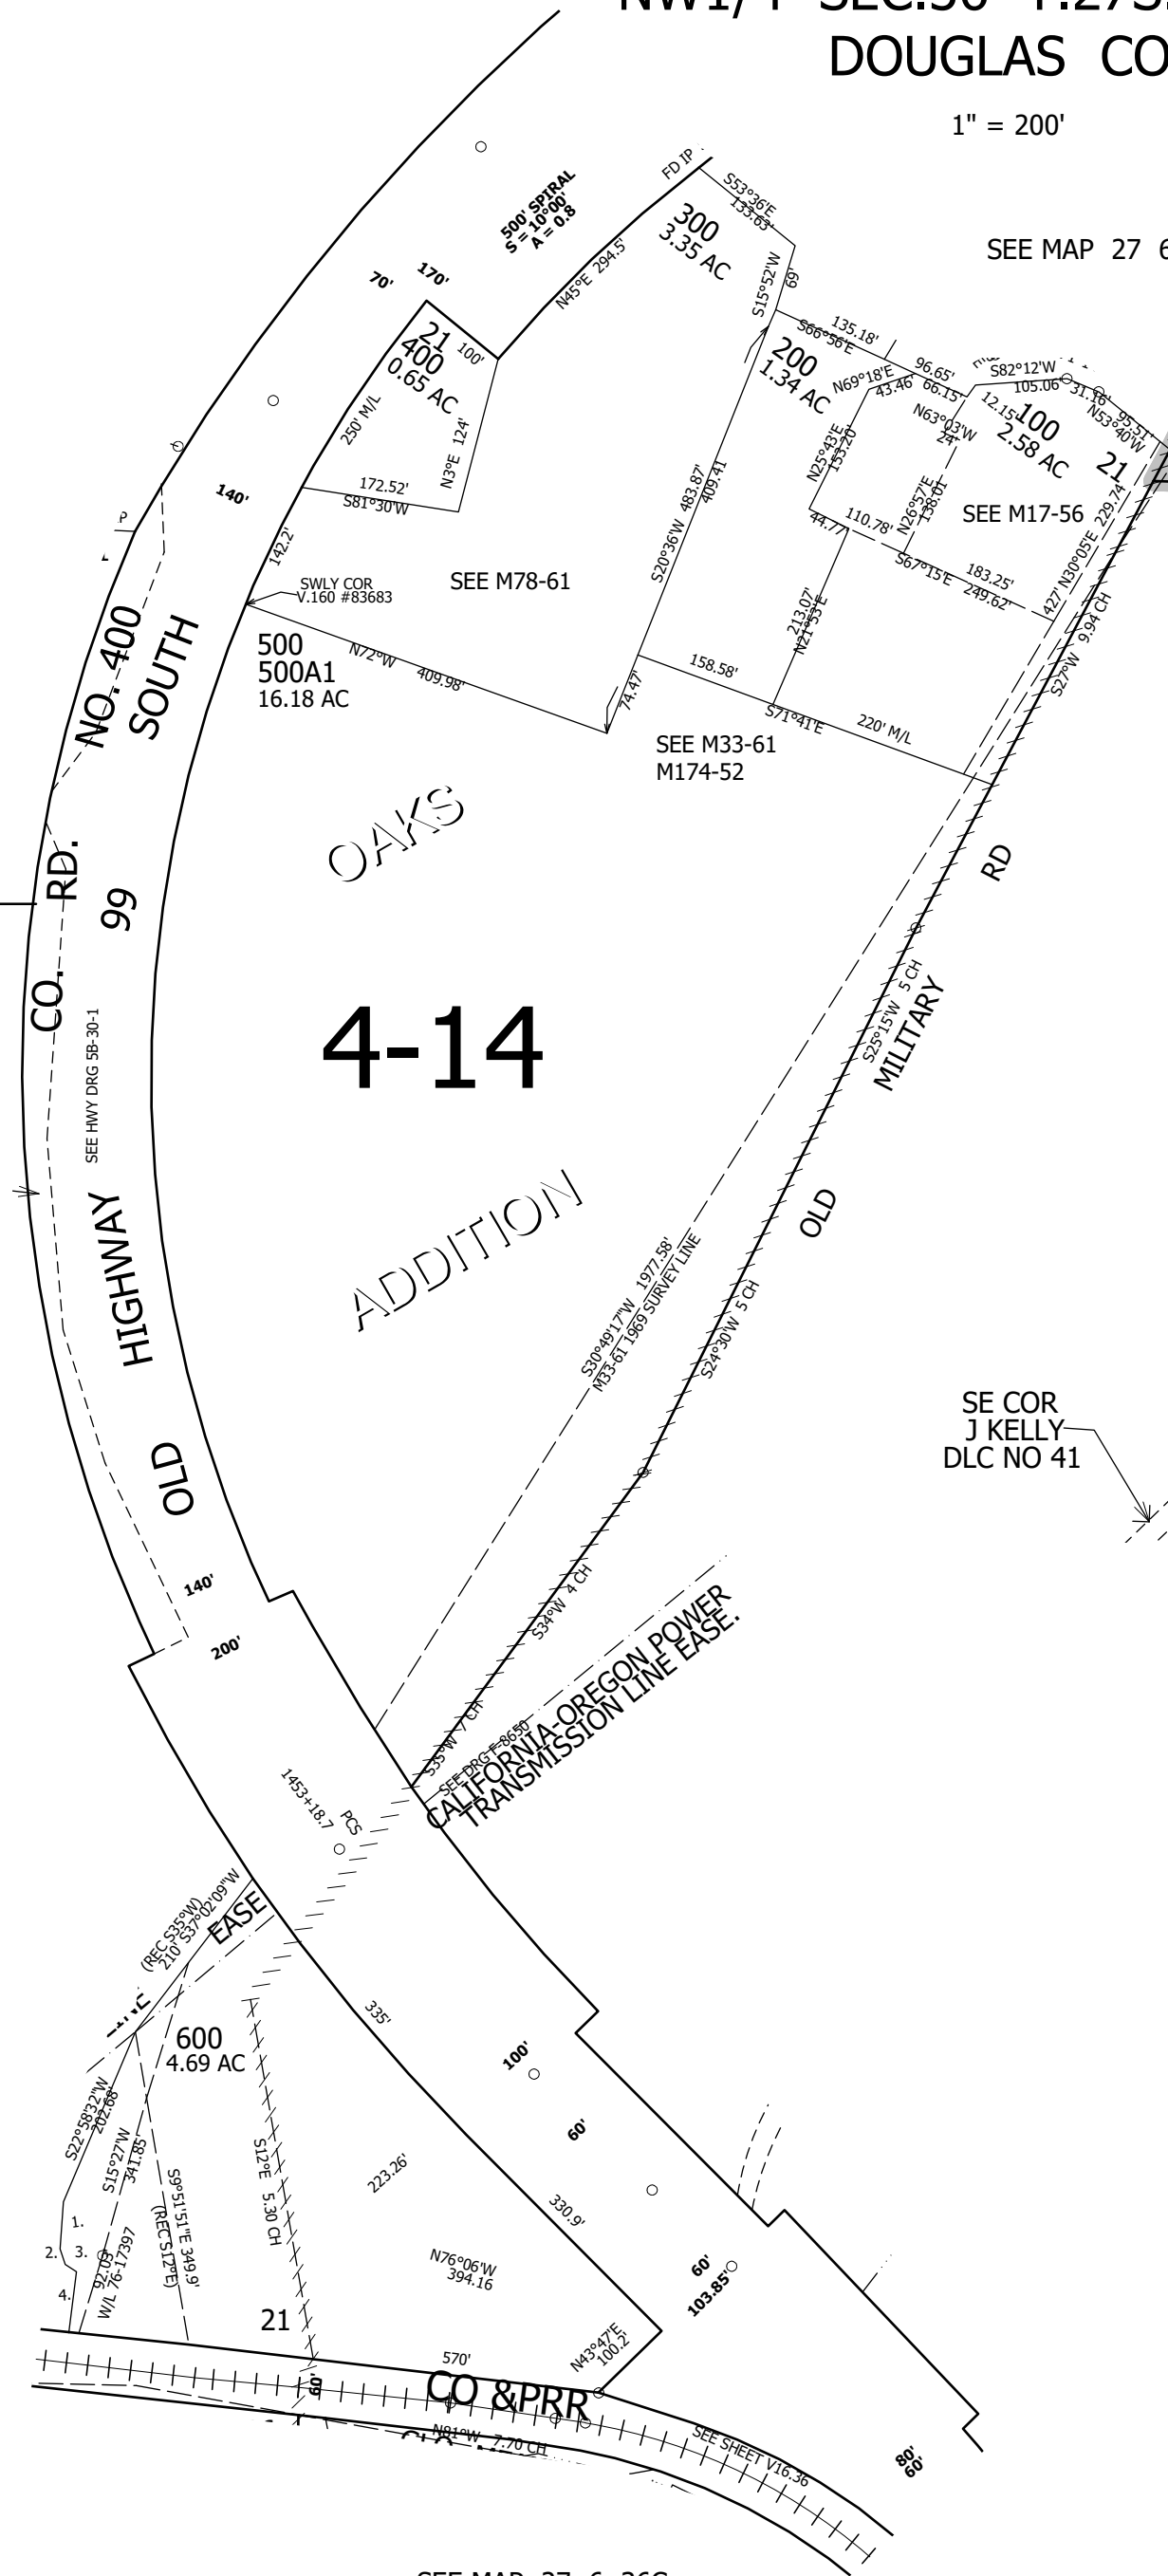 DOUGLAS CO
1" = 200'
SEE MAP 27 6
FD IP
S53°36'E
133.63'
500' SPIRAL
S = 10°00'
A = 0.8
300
3.35 AC
N45°E 294.5'
S15°52'W
69'
70'
170'
21
400
0.65 AC
100'
250' M/L
N3°E 124'
172.52'
S81°30'W
140'
142.2'
135.18'
S66°56'E
200
1.34 AC
96.65'
N69°18'E
43.46'
66.15'
S82°12'W
105.06'
31.16'
12.15'
N53°40'W
95.51'
100
2.58 AC
21
N63°03'W
24'
N25°43'E
153.20'
N26°57'E
138.01
SEE M17-56
44.77'
110.78'
S67°15'E
183.25'
249.62'
427' N30°05'E 229.74'
S27°W 9.94 CH
S20°36'W 483.87'
409.41
213.07'
N21°53'E
SEE M78-61
SWLY COR
V.160 #83683
500
500A1
16.18 AC
N72°W 409.98'
74.47'
158.58'
S71°41'E
220' M/L
SEE M33-61
M174-52
NO. 400
SOUTH
CO. RD.
99
OAKS
RD
4-14
S25°15'W 5 CH
MILITARY
SEE HWY DRG 5B-30-1
ADDITION
OLD
HIGHWAY
S30°49'17"W 1977.58'
M33-61 1969 SURVEY LINE
S24°30'W 5 CH
SE COR
J KELLY
DLC NO 41
OLD
140'
200'
S34°W 4 CH
S35°W 7 CH
SEE DRG F-8650
CALIFORNIA-OREGON POWER
TRANSMISSION LINE EASE.
1453+18.7
PCS
(REC S35°W)
210' S37°02'09"W
EASE
335'
600
4.69 AC
100'
60'
S22°58'32"W
202.68'
S15°27'W
341.85'
S9°51'51"E 349.9'
(REC S12°E)
S12°E 5.30 CH
223.26'
330.9'
1.
2.
3.
4.
92.03'
W/L 76-17397
N76°06'W
394.16
60'
103.85'
21
N43°47'E
100.2'
570'
60'
CO &PRR
N81°W 7.70 CH
SEE SHEET V16.36
80'
60'